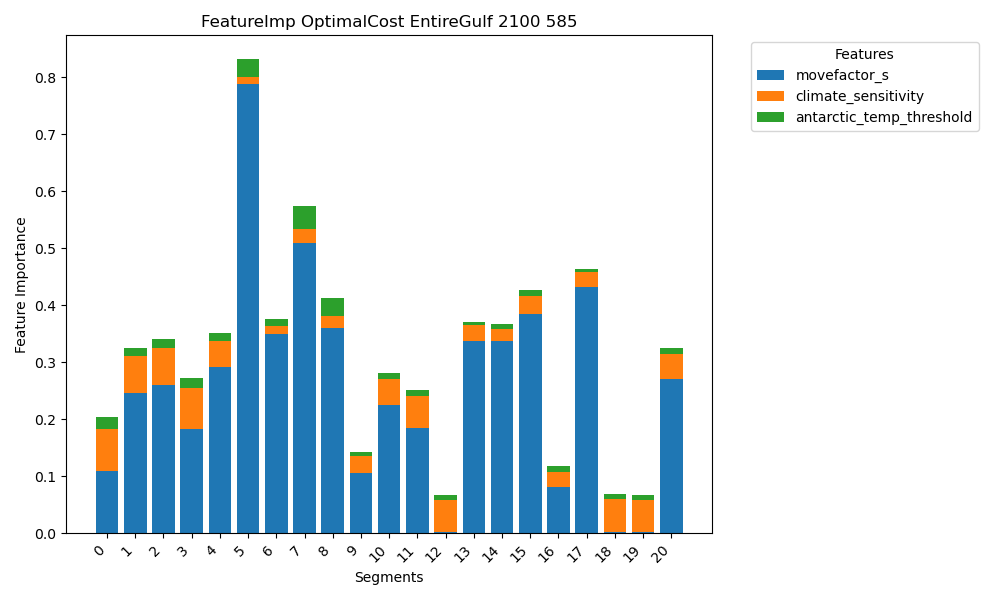 FeatureImp OptimalCost EntireGulf 2100 585
Feature Importance
0.8
0.7
0.6
0.5
0.4
0.3
0.2
0.1
0.0
0 1 2 3 4 5 6 7 8 9 10 11 12 13 14 15 16 17 18 19 20
Segments
Features
movefactor_s
climate_sensitivity
antarctic_temp_threshold